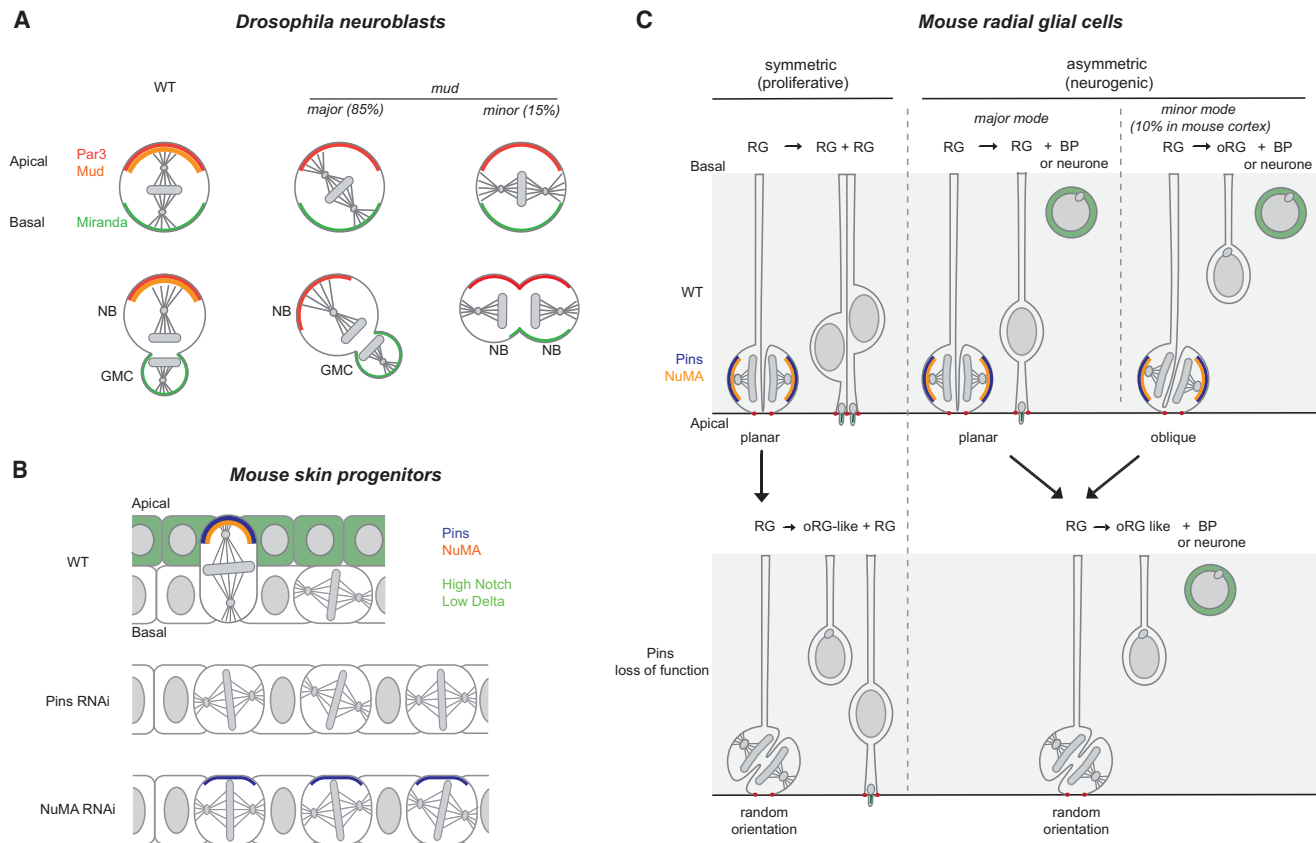 A
Drosophila neuroblasts
WT
mud
major (85%)
minor (15%)
Apical
Par3
Mud
Basal
Miranda
NB
GMC
NB
GMC
NB
NB
B
Mouse skin progenitors
Apical
WT
Basal
Pins
NuMA
High Notch
Low Delta
Pins RNAi
NuMA RNAi
C
Mouse radial glial cells
symmetric
(proliferative)
asymmetric
(neurogenic)
major mode
minor mode
(10% in mouse cortex)
RG → RG + RG
RG → RG + BP
or neurone
RG → oRG + BP
or neurone
Basal
WT
Pins
NuMA
Apical
planar
planar
oblique
RG → oRG-like + RG
RG → oRG like + BP
or neurone
Pins
loss of function
random
orientation
random
orientation